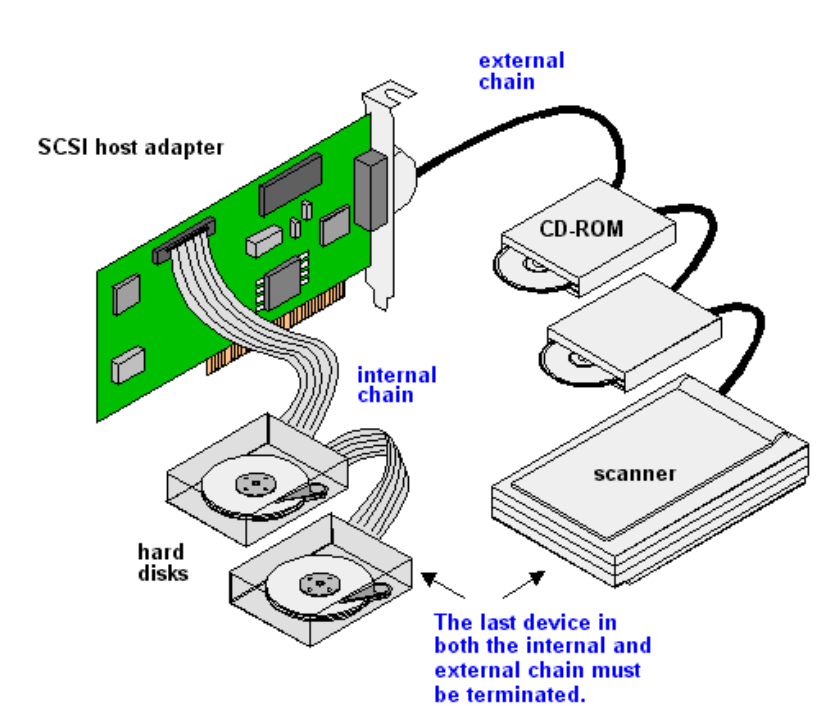 external
chain
SCSI host adapter
CD-ROM
internal
chain
scanner
hard
disks
The last device in
both the internal and
external chain must
be terminated.